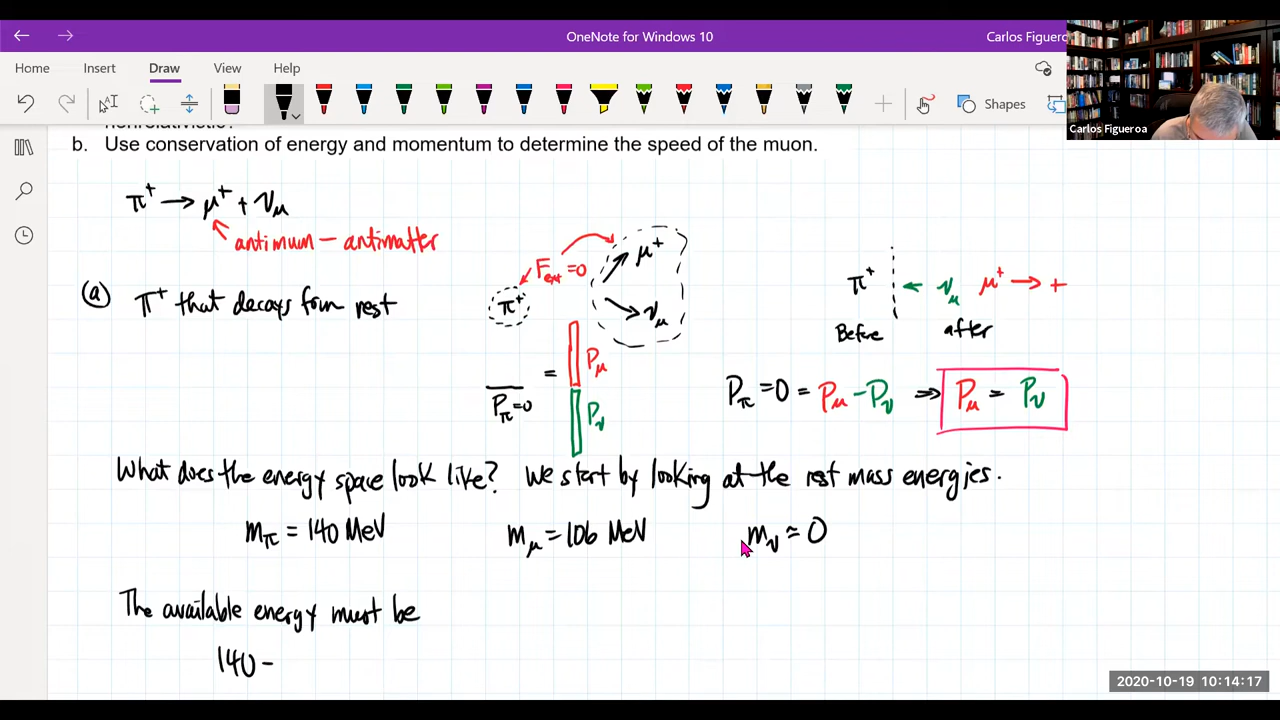 OneNote for Windows 10
Carlos Figuero
Home Insert Draw View Help
Shapes
Carlos Figueroa
nonrelativistic?
b. Use conservation of energy and momentum to determine the speed of the muon.
π⁺ → μ⁺ + ν_μ
antimuon – antimatter
(a) π⁺ that decays from rest
F_ext = 0
π⁺
μ⁺
ν_μ
π⁺ ← ν_μ μ⁺ → +
Before after
P_π = 0 = P_μ P_ν
P_π = 0 = P_μ - P_ν ⇒ P_μ = P_ν
What does the energy space look like? We start by looking at the rest mass energies.
m_π = 140 MeV m_μ = 106 MeV m_ν ≈ 0
The available energy must be
140 -
2020-10-19 10:14:17